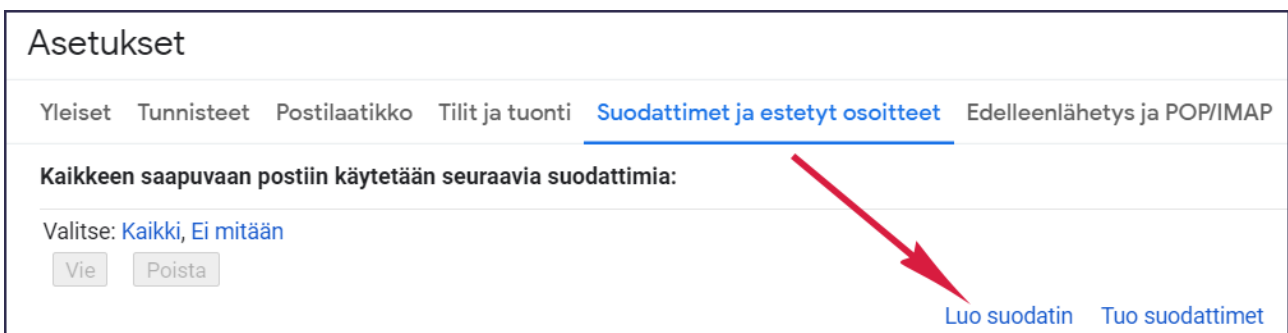 Asetukset
Yleiset Tunnisteet Postilaatikko Tilit ja tuonti Suodattimet ja estetyt osoitteet Edelleenlähetys ja POP/IMAP
Kaikkeen saapuvaan postiin käytetään seuraavia suodattimia:
Valitse: Kaikki, Ei mitään
Vie Poista
Luo suodatin Tuo suodattimet